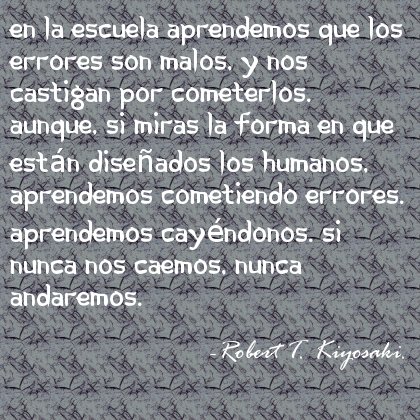 en la escuela aprendemos que los
errores son malos, y nos
castigan por cometerlos,
aunque, si miras la forma en que
están diseñados los humanos,
aprendemos cometiendo errores.
aprendemos cayéndonos. si
nunca nos caemos, nunca
andaremos.
- Robert T. Kiyosaki.